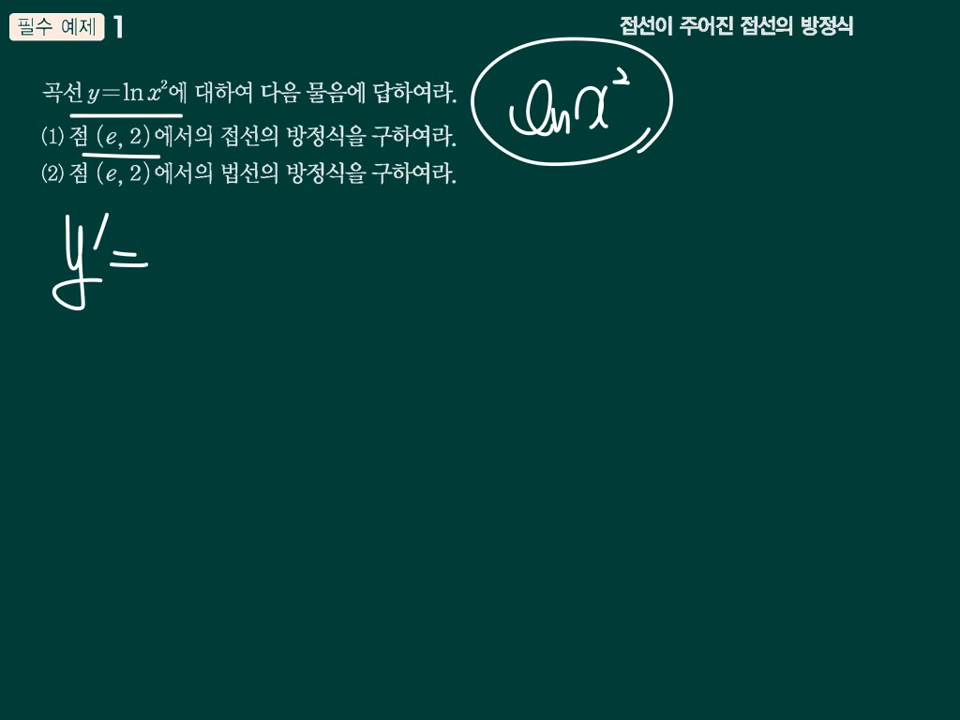 필수 예제 1
접선이 주어진 접선의 방정식
곡선 y=ln x²에 대하여 다음 물음에 답하여라.
(1) 점 (e, 2)에서의 접선의 방정식을 구하여라.
(2) 점 (e, 2)에서의 법선의 방정식을 구하여라.
ln x²
y′=